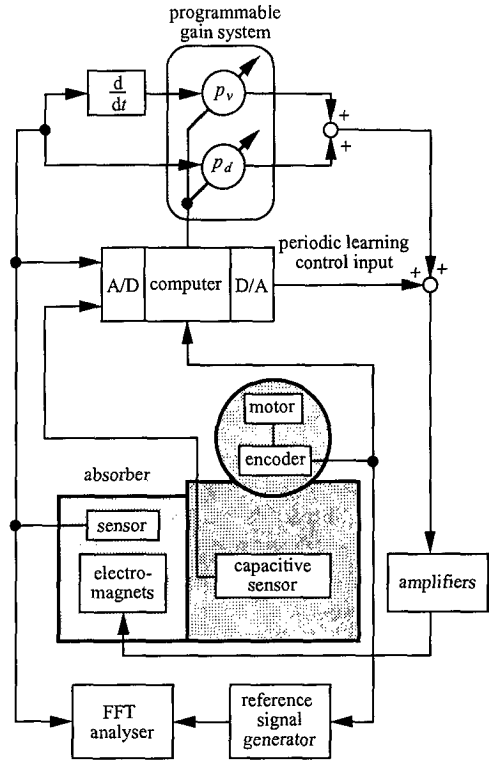 programmable
gain system
d
dt
p_v
+
+
p_d
periodic learning
control input
+
+
A/D
computer
D/A
motor
encoder
absorber
sensor
electro-
magnets
capacitive
sensor
amplifiers
FFT
analyser
reference
signal
generator